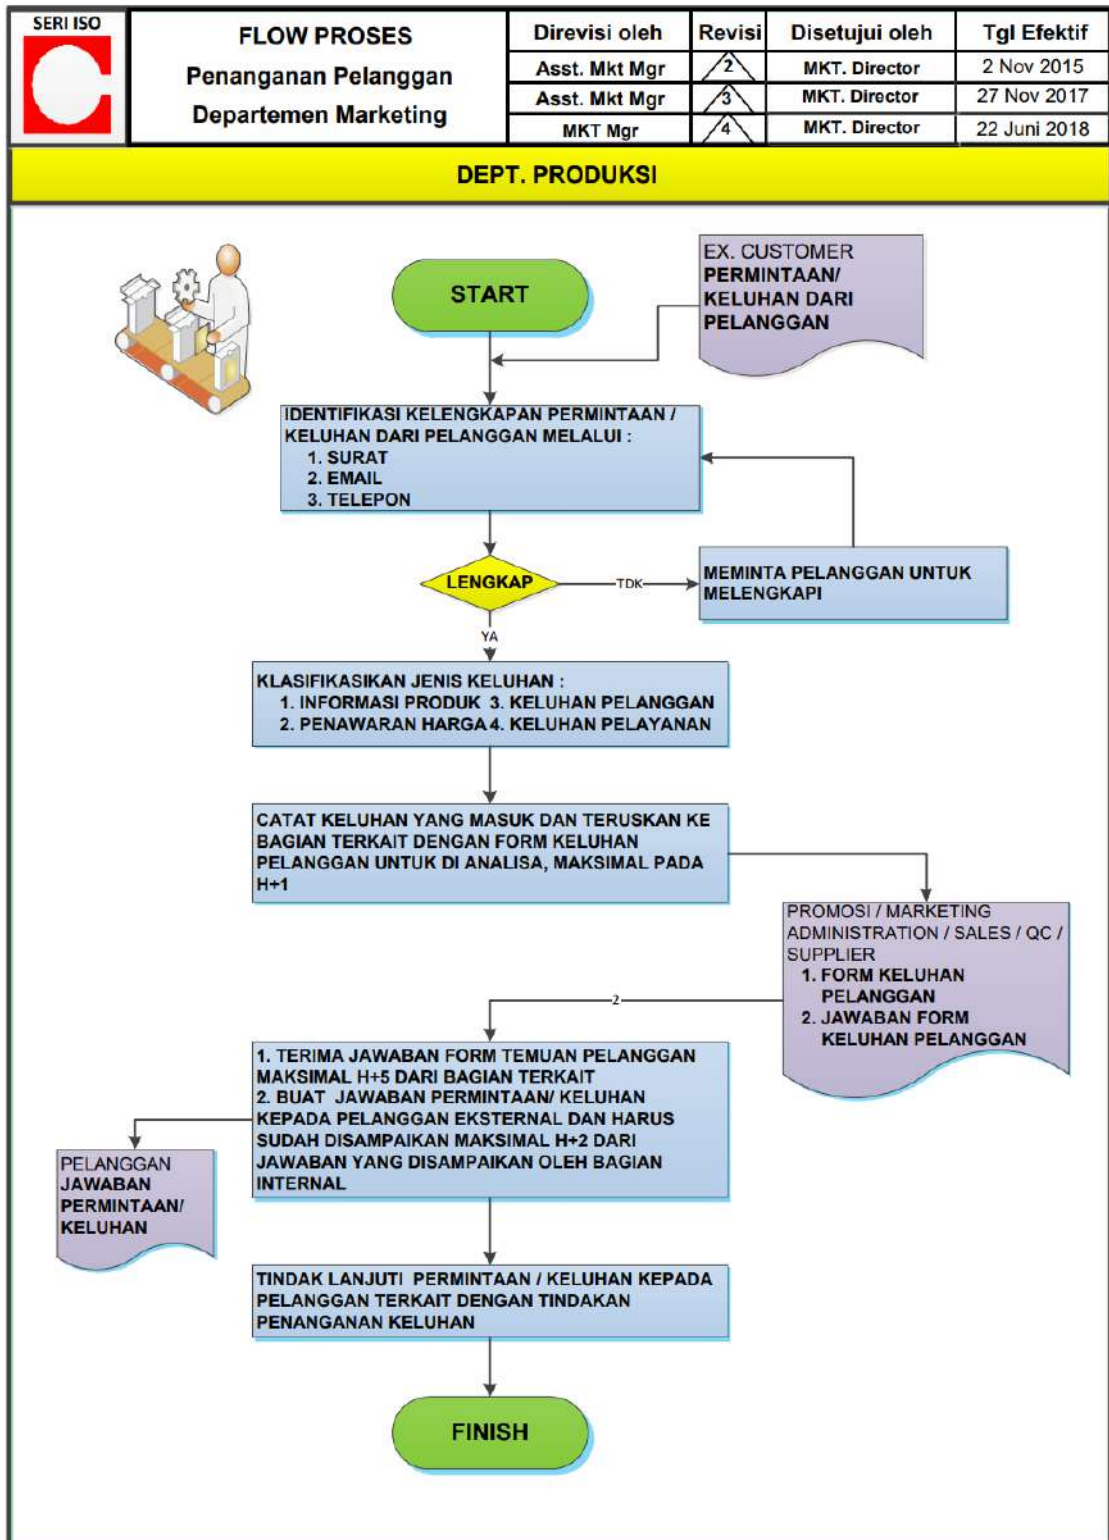 SERI ISO
FLOW PROSES
Penanganan Pelanggan
Departemen Marketing
Direvisi oleh Revisi Disetujui oleh Tgl Efektif
Asst. Mkt Mgr 2 MKT. Director 2 Nov 2015
Asst. Mkt Mgr 3 MKT. Director 27 Nov 2017
MKT Mgr 4 MKT. Director 22 Juni 2018
DEPT. PRODUKSI
START
EX. CUSTOMER
PERMINTAAN/
KELUHAN DARI
PELANGGAN
IDENTIFIKASI KELENGKAPAN PERMINTAAN /
KELUHAN DARI PELANGGAN MELALUI :
1. SURAT
2. EMAIL
3. TELEPON
LENGKAP
TDK
MEMINTA PELANGGAN UNTUK
MELENGKAPI
YA
KLASIFIKASIKAN JENIS KELUHAN :
1. INFORMASI PRODUK 3. KELUHAN PELANGGAN
2. PENAWARAN HARGA 4. KELUHAN PELAYANAN
CATAT KELUHAN YANG MASUK DAN TERUSKAN KE
BAGIAN TERKAIT DENGAN FORM KELUHAN
PELANGGAN UNTUK DI ANALISA, MAKSIMAL PADA
H+1
PROMOSI / MARKETING
ADMINISTRATION / SALES / QC /
SUPPLIER
1. FORM KELUHAN
PELANGGAN
2. JAWABAN FORM
KELUHAN PELANGGAN
2
1. TERIMA JAWABAN FORM TEMUAN PELANGGAN
MAKSIMAL H+5 DARI BAGIAN TERKAIT
2. BUAT JAWABAN PERMINTAAN/ KELUHAN
KEPADA PELANGGAN EKSTERNAL DAN HARUS
SUDAH DISAMPAIKAN MAKSIMAL H+2 DARI
JAWABAN YANG DISAMPAIKAN OLEH BAGIAN
INTERNAL
PELANGGAN
JAWABAN
PERMINTAAN/
KELUHAN
TINDAK LANJUTI PERMINTAAN / KELUHAN KEPADA
PELANGGAN TERKAIT DENGAN TINDAKAN
PENANGANAN KELUHAN
FINISH